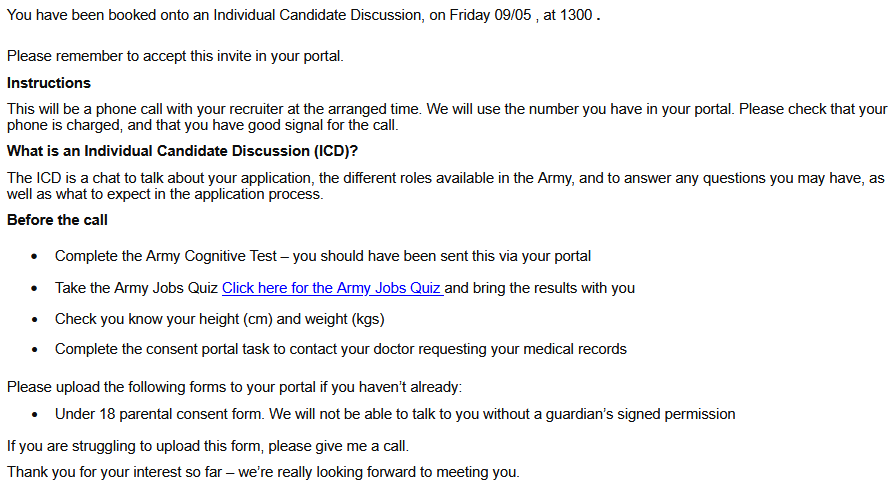 You have been booked onto an Individual Candidate Discussion, on Friday 09/05 , at 1300 .
Please remember to accept this invite in your portal.
Instructions
This will be a phone call with your recruiter at the arranged time. We will use the number you have in your portal. Please check that your
phone is charged, and that you have good signal for the call.
What is an Individual Candidate Discussion (ICD)?
The ICD is a chat to talk about your application, the different roles available in the Army, and to answer any questions you may have, as
well as what to expect in the application process.
Before the call
• Complete the Army Cognitive Test – you should have been sent this via your portal
• Take the Army Jobs Quiz Click here for the Army Jobs Quiz and bring the results with you
• Check you know your height (cm) and weight (kgs)
• Complete the consent portal task to contact your doctor requesting your medical records
Please upload the following forms to your portal if you haven’t already:
• Under 18 parental consent form. We will not be able to talk to you without a guardian’s signed permission
If you are struggling to upload this form, please give me a call.
Thank you for your interest so far – we’re really looking forward to meeting you.